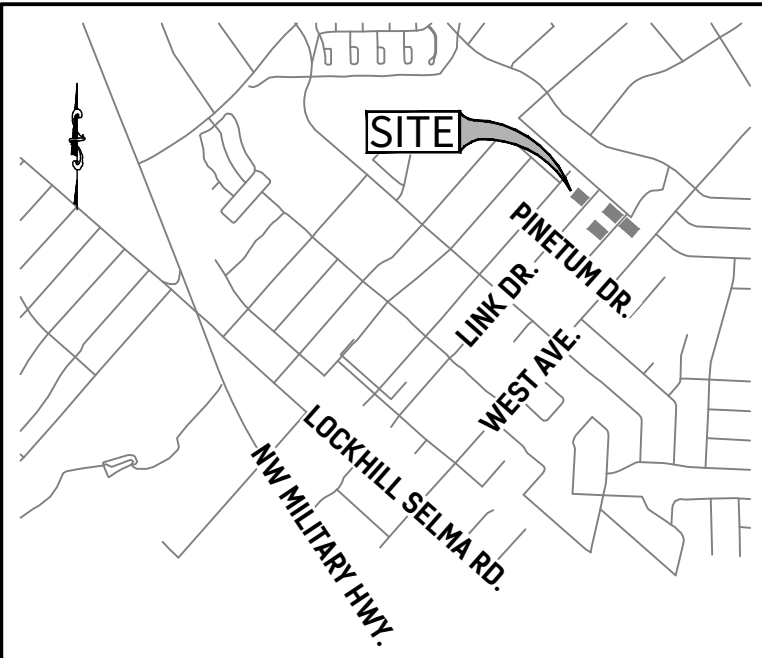 SITE
PINETUM DR.
LINK DR.
WEST AVE.
LOCKHILL SELMA RD.
NW MILITARY HWY.